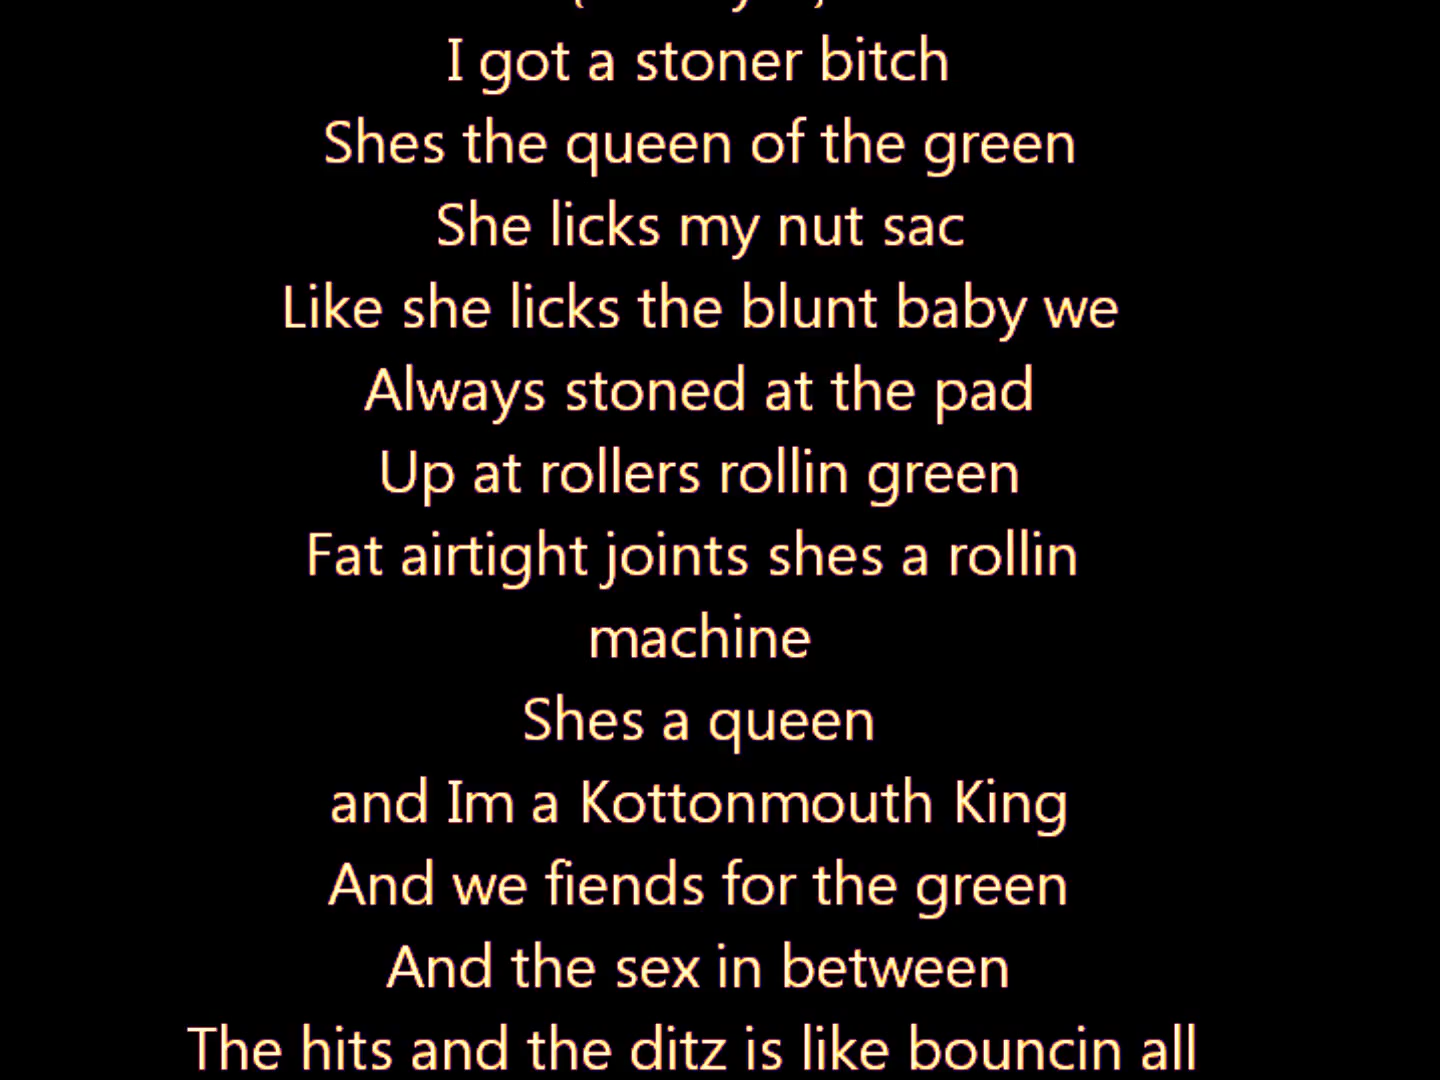 I got a stoner bitch
Shes the queen of the green
She licks my nut sac
Like she licks the blunt baby we
Always stoned at the pad
Up at rollers rollin green
Fat airtight joints shes a rollin
machine
Shes a queen
and Im a Kottonmouth King
And we fiends for the green
And the sex in between
The hits and the ditz is like bouncin all